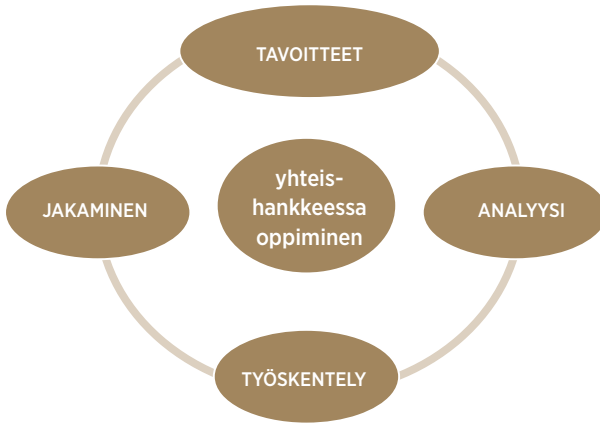 TAVOITTEET
yhteis-
hankkeessa
oppiminen
JAKAMINEN
ANALYYSI
TYÖSKENTELY